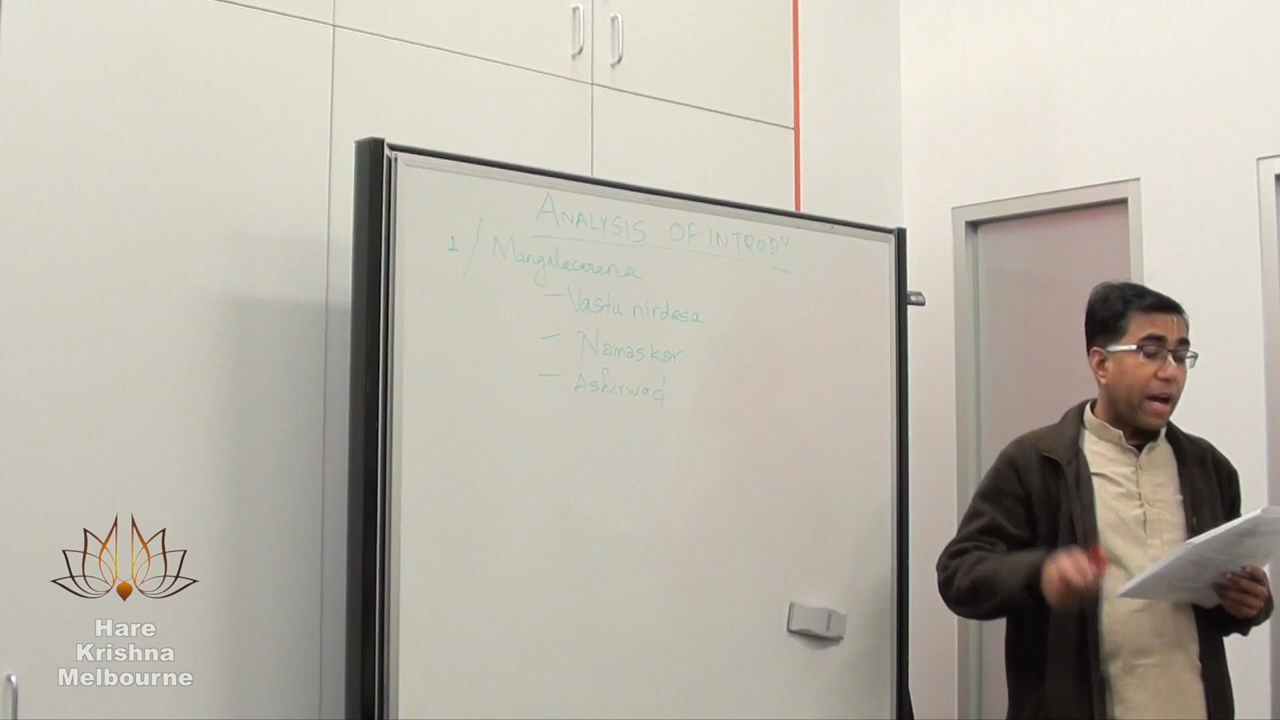 ANALYSIS OF INTRODN
1/ Mangalacarana
- Vastu nirdesa
- Namaskar
- Ashirwad
Hare
Krishna
Melbourne